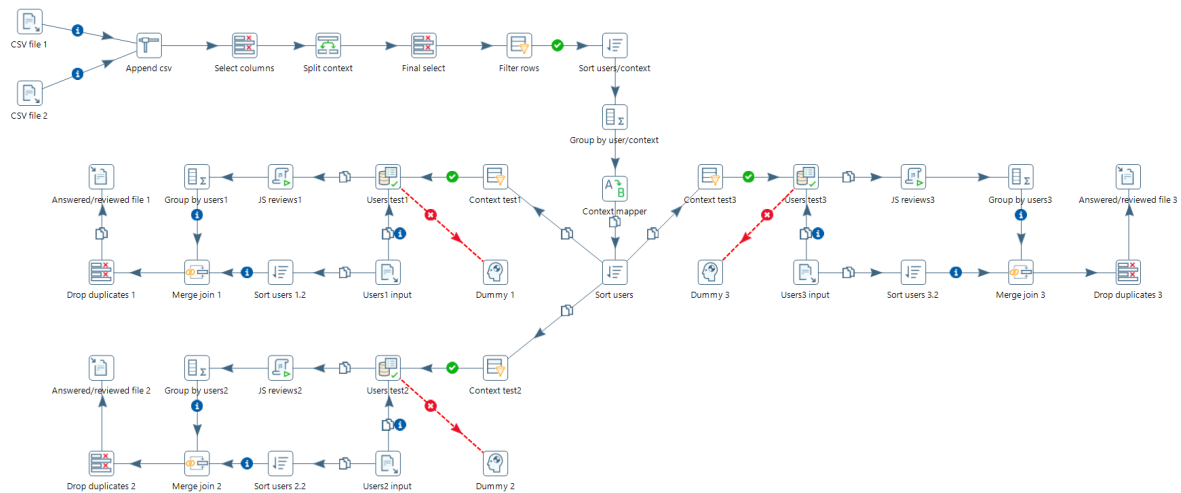 CSV file 1
Append csv
Select columns
Split context
Final select
Filter rows
Sort users/context
CSV file 2
Group by user/context
Answered/reviewed file 1
Group by users1
JS reviews1
Users test1
Context test1
A
B
Context mapper
Context test3
Users test3
JS reviews3
Group by users3
Answered/reviewed file 3
Drop duplicates 1
Merge join 1
Sort users 1.2
Users1 input
Dummy 1
Sort users
Dummy 3
Users3 input
Sort users 3.2
Merge join 3
Drop duplicates 3
Answered/reviewed file 2
Group by users2
JS reviews2
Users test2
Context test2
Drop duplicates 2
Merge join 2
Sort users 2.2
Users2 input
Dummy 2